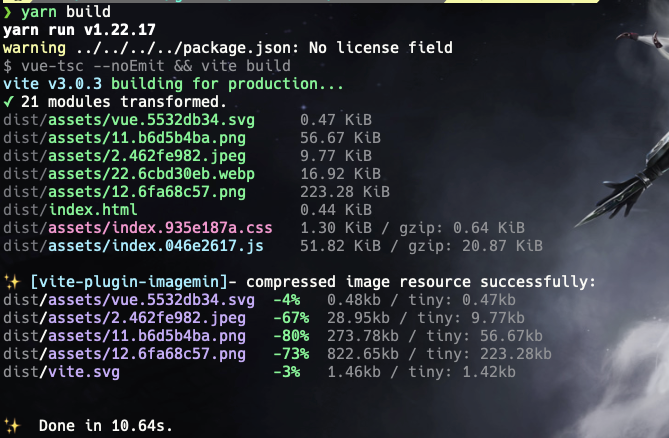 ❯ yarn build
yarn run v1.22.17
warning ../../../../package.json: No license field
$ vue-tsc --noEmit && vite build
vite v3.0.3 building for production...
✓ 21 modules transformed.
dist/assets/vue.5532db34.svg 0.47 KiB
dist/assets/11.b6d5b4ba.png 56.67 KiB
dist/assets/2.462fe982.jpeg 9.77 KiB
dist/assets/22.6cbd30eb.webp 16.92 KiB
dist/assets/12.6fa68c57.png 223.28 KiB
dist/index.html 0.44 KiB
dist/assets/index.935e187a.css 1.30 KiB / gzip: 0.64 KiB
dist/assets/index.046e2617.js 51.82 KiB / gzip: 20.87 KiB
✨ [vite-plugin-imagemin]- compressed image resource successfully:
dist/assets/vue.5532db34.svg -4% 0.48kb / tiny: 0.47kb
dist/assets/2.462fe982.jpeg -67% 28.95kb / tiny: 9.77kb
dist/assets/11.b6d5b4ba.png -80% 273.78kb / tiny: 56.67kb
dist/assets/12.6fa68c57.png -73% 822.65kb / tiny: 223.28kb
dist/vite.svg -3% 1.46kb / tiny: 1.42kb
✨ Done in 10.64s.